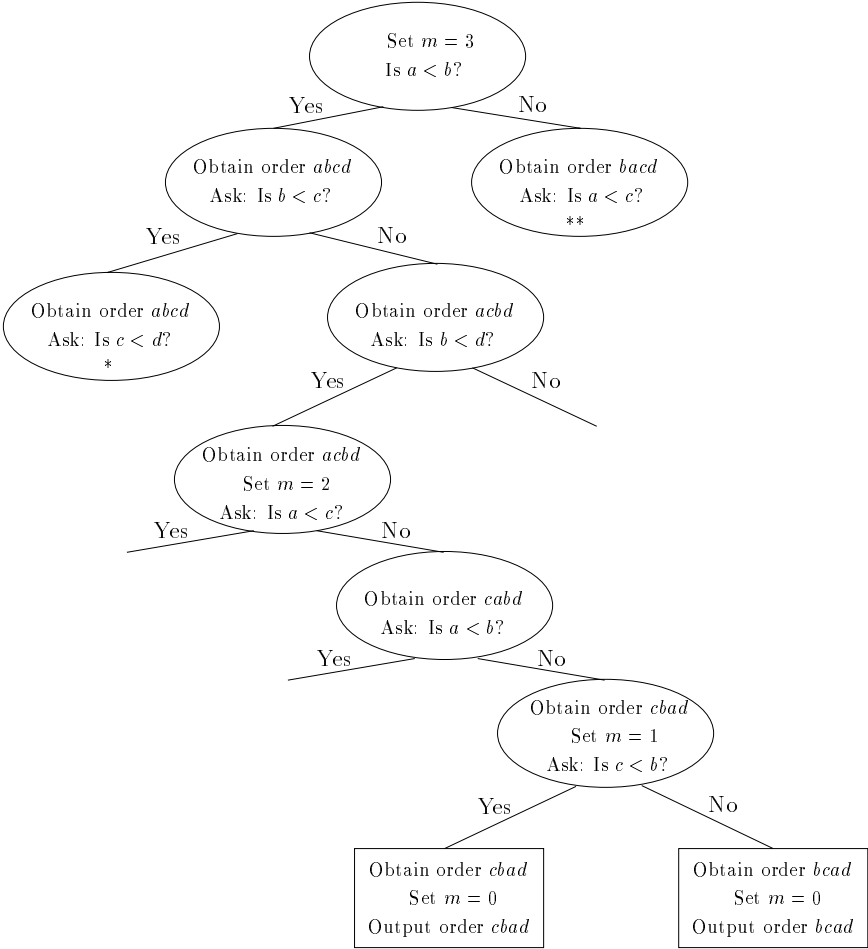 Set m = 3
Is a < b?
Yes
No
Obtain order abcd
Ask: Is b < c?
Obtain order bacd
Ask: Is a < c?
**
Yes
No
Obtain order abcd
Ask: Is c < d?
*
Obtain order acbd
Ask: Is b < d?
Yes
No
Obtain order acbd
Set m = 2
Ask: Is a < c?
Yes
No
Obtain order cabd
Ask: Is a < b?
Yes
No
Obtain order cbad
Set m = 1
Ask: Is c < b?
Yes
No
Obtain order cbad
Set m = 0
Output order cbad
Obtain order bcad
Set m = 0
Output order bcad